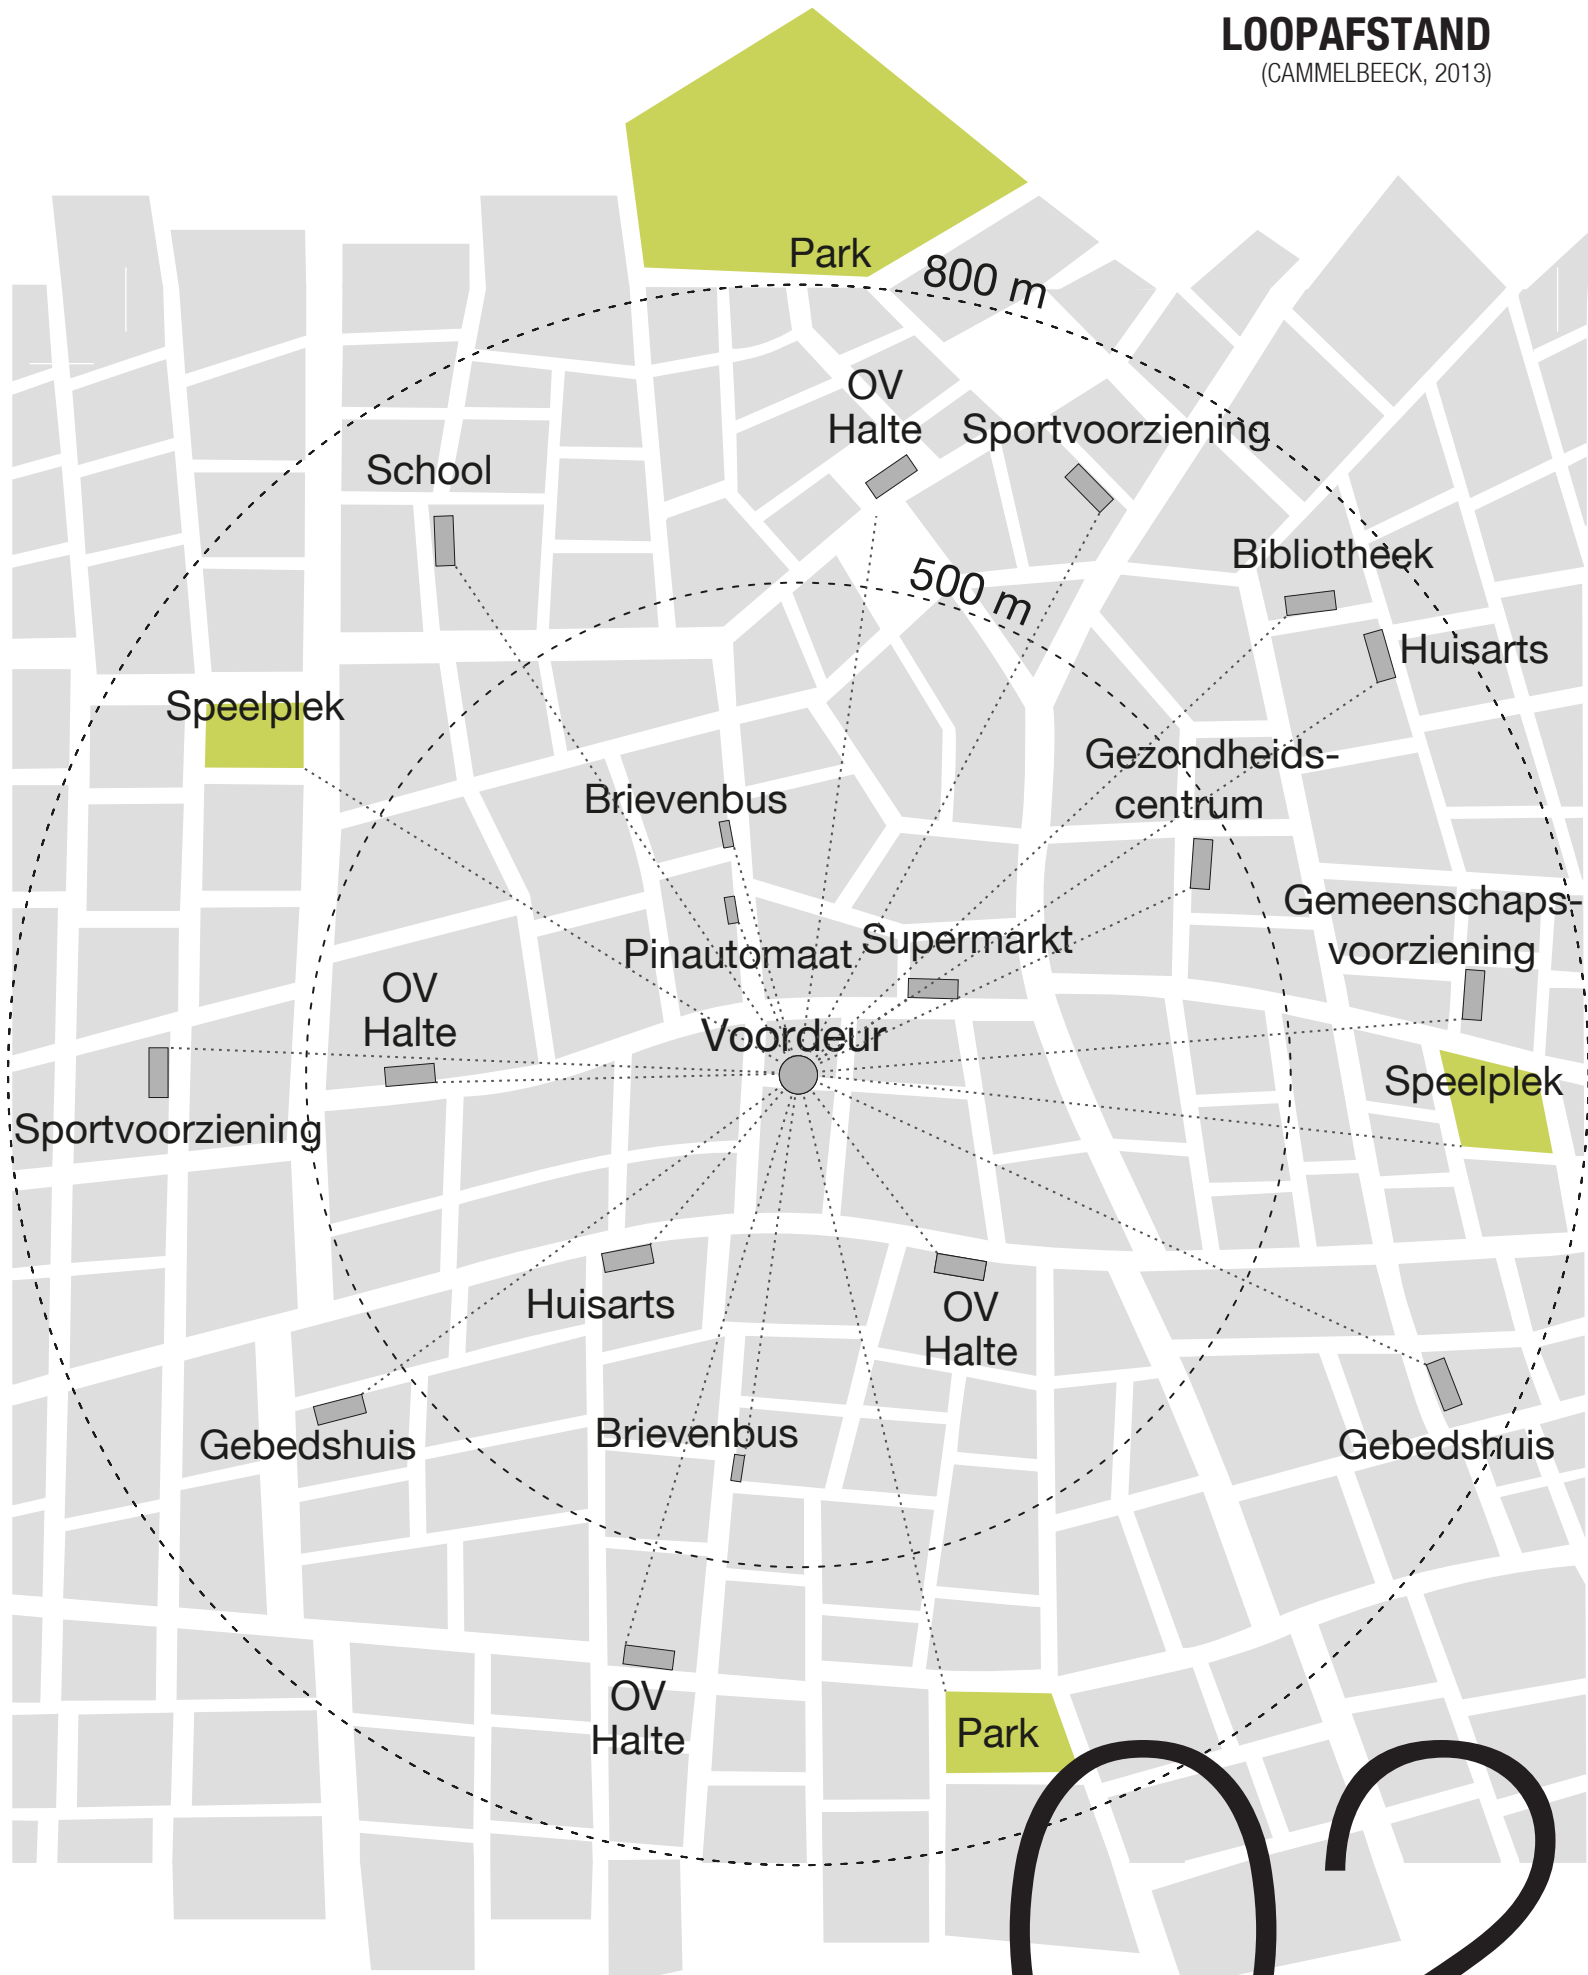 LOOPAFSTAND
(CAMMELBEECK, 2013)
Park
800 m
OV
Halte
Sportvoorziening
School
500 m
Bibliotheek
Huisarts
Speelplek
Gezondheids-
centrum
Brievenbus
Gemeenschaps-
voorziening
Pinautomaat
Supermarkt
OV
Halte
Voordeur
Speelplek
Sportvoorziening
Huisarts
OV
Halte
Gebedshuis
Brievenbus
Gebedshuis
OV
Halte
Park
02